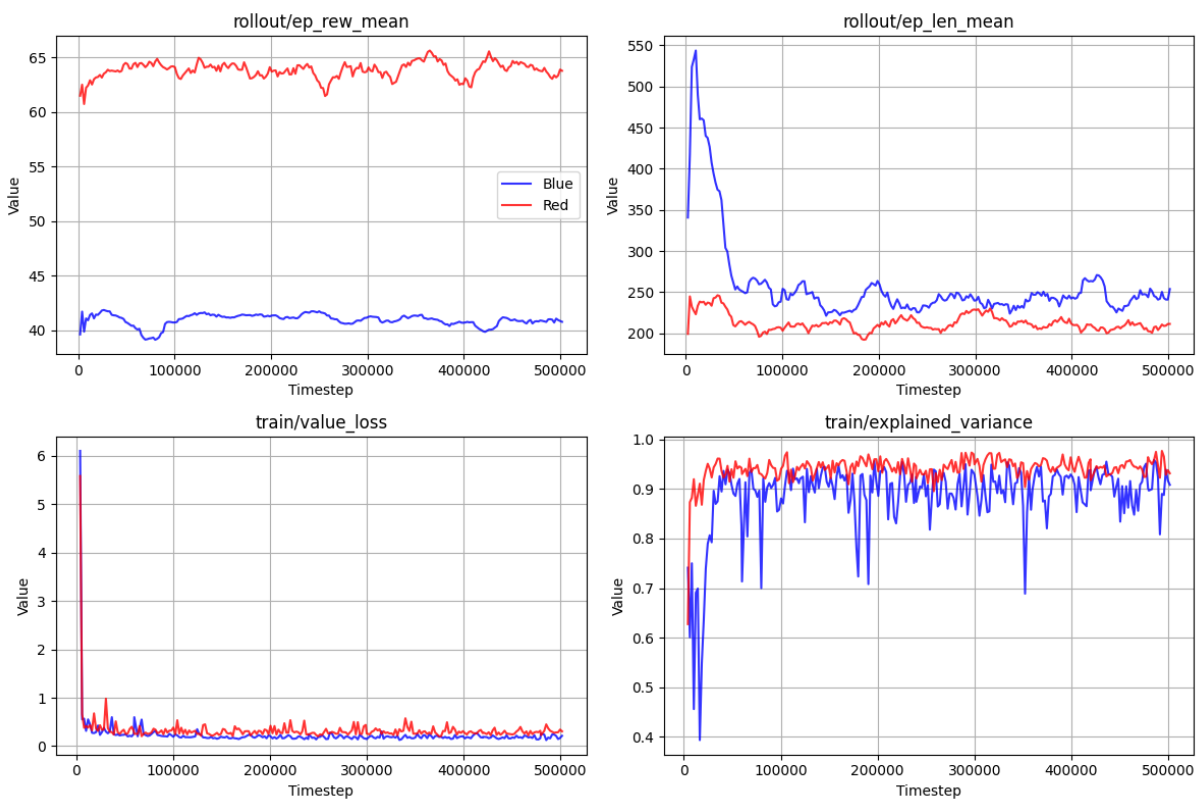 rollout/ep_rew_mean
65
60
55
50
45
40
Value
0 100000 200000 300000 400000 500000
Timestep
Blue
Red
rollout/ep_len_mean
550
500
450
400
350
300
250
200
Value
0 100000 200000 300000 400000 500000
Timestep
train/value_loss
6
5
4
3
2
1
0
Value
0 100000 200000 300000 400000 500000
Timestep
train/explained_variance
1.0
0.9
0.8
0.7
0.6
0.5
0.4
Value
0 100000 200000 300000 400000 500000
Timestep